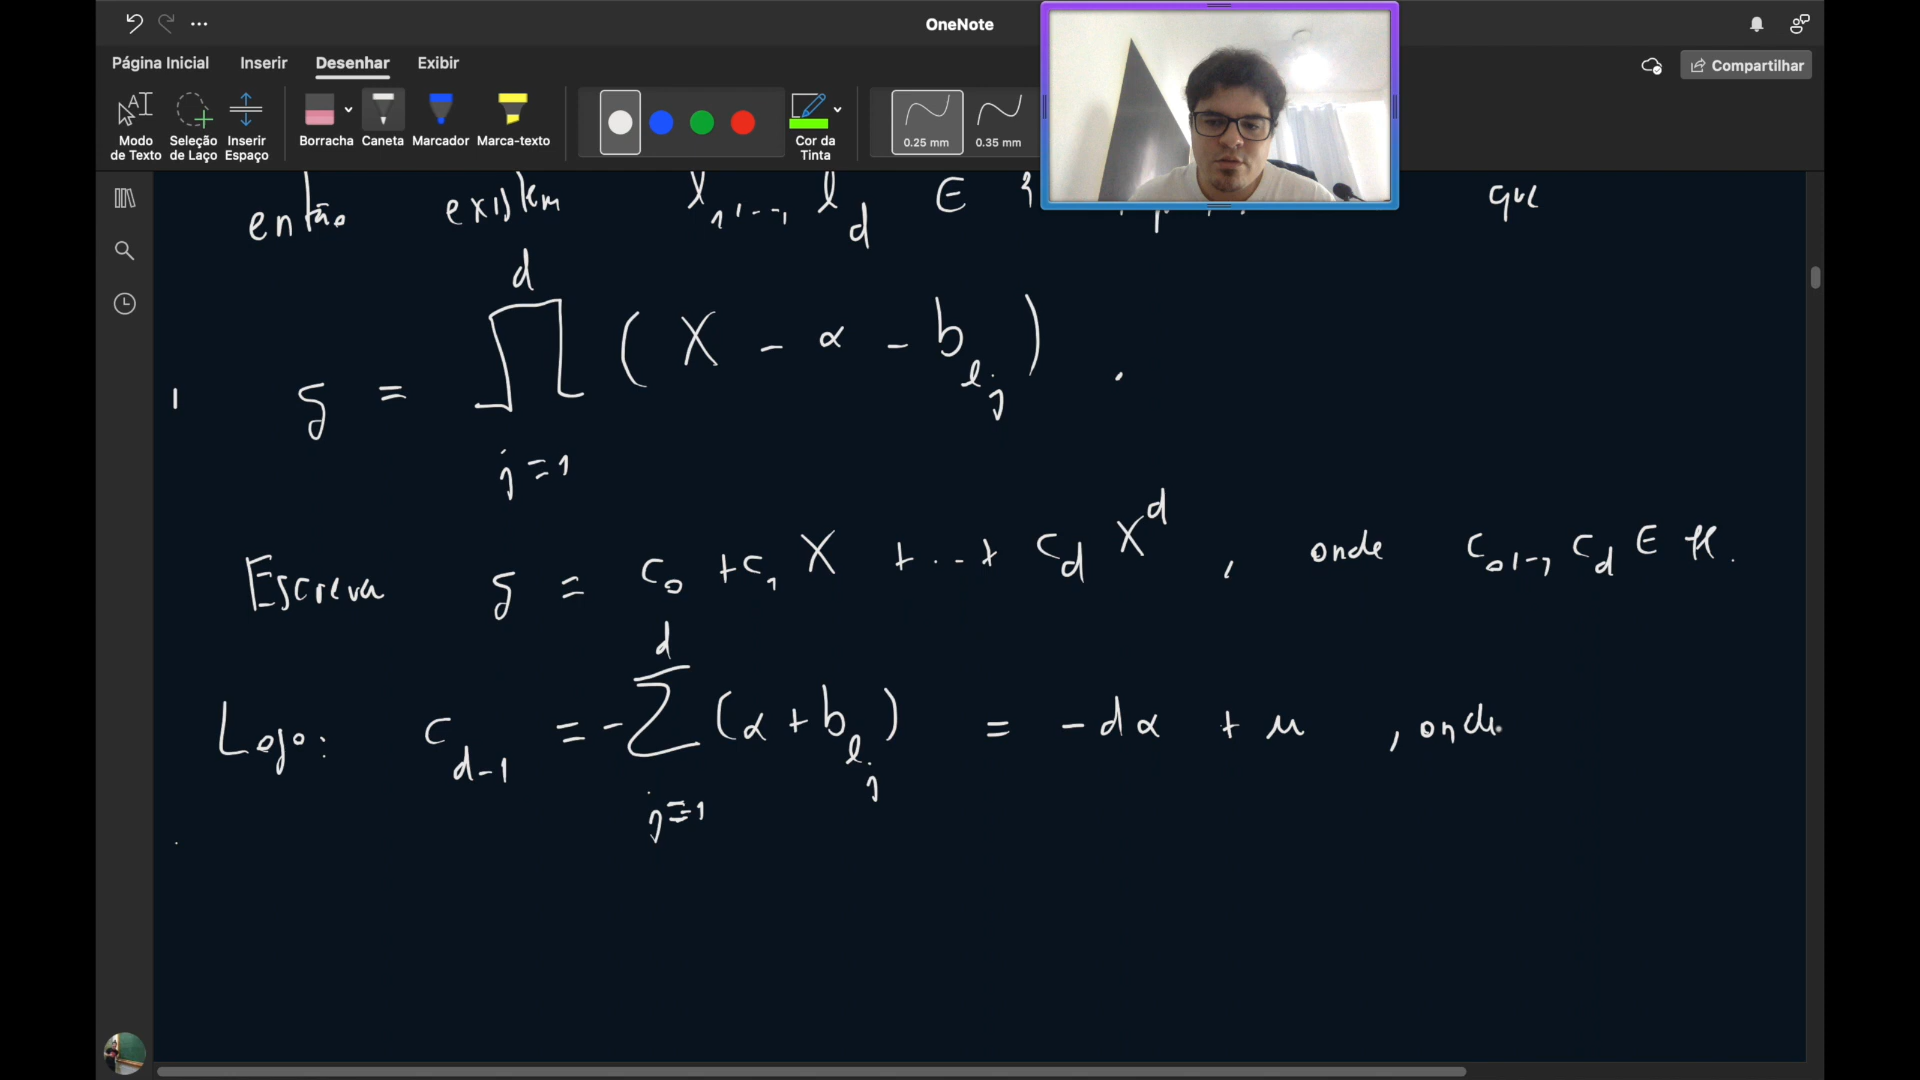 OneNote
Página Inicial Inserir Desenhar Exibir
Compartilhar
Modo de Texto
Seleção de Laço
Inserir Espaço
Borracha
Caneta
Marcador
Marca-texto
Cor da Tinta
0.25 mm
0.35 mm
então existem l_1, ..., l_d ∈ que
g = ∏_{j=1}^{d} (X - α - b_{l_j}) .
Escreva g = c_0 + c_1 X + ... + c_d X^d , onde c_0, ..., c_d ∈ K.
Logo: c_{d-1} = -∑_{j=1}^{d} (α + b_{l_j}) = -dα + u , onde